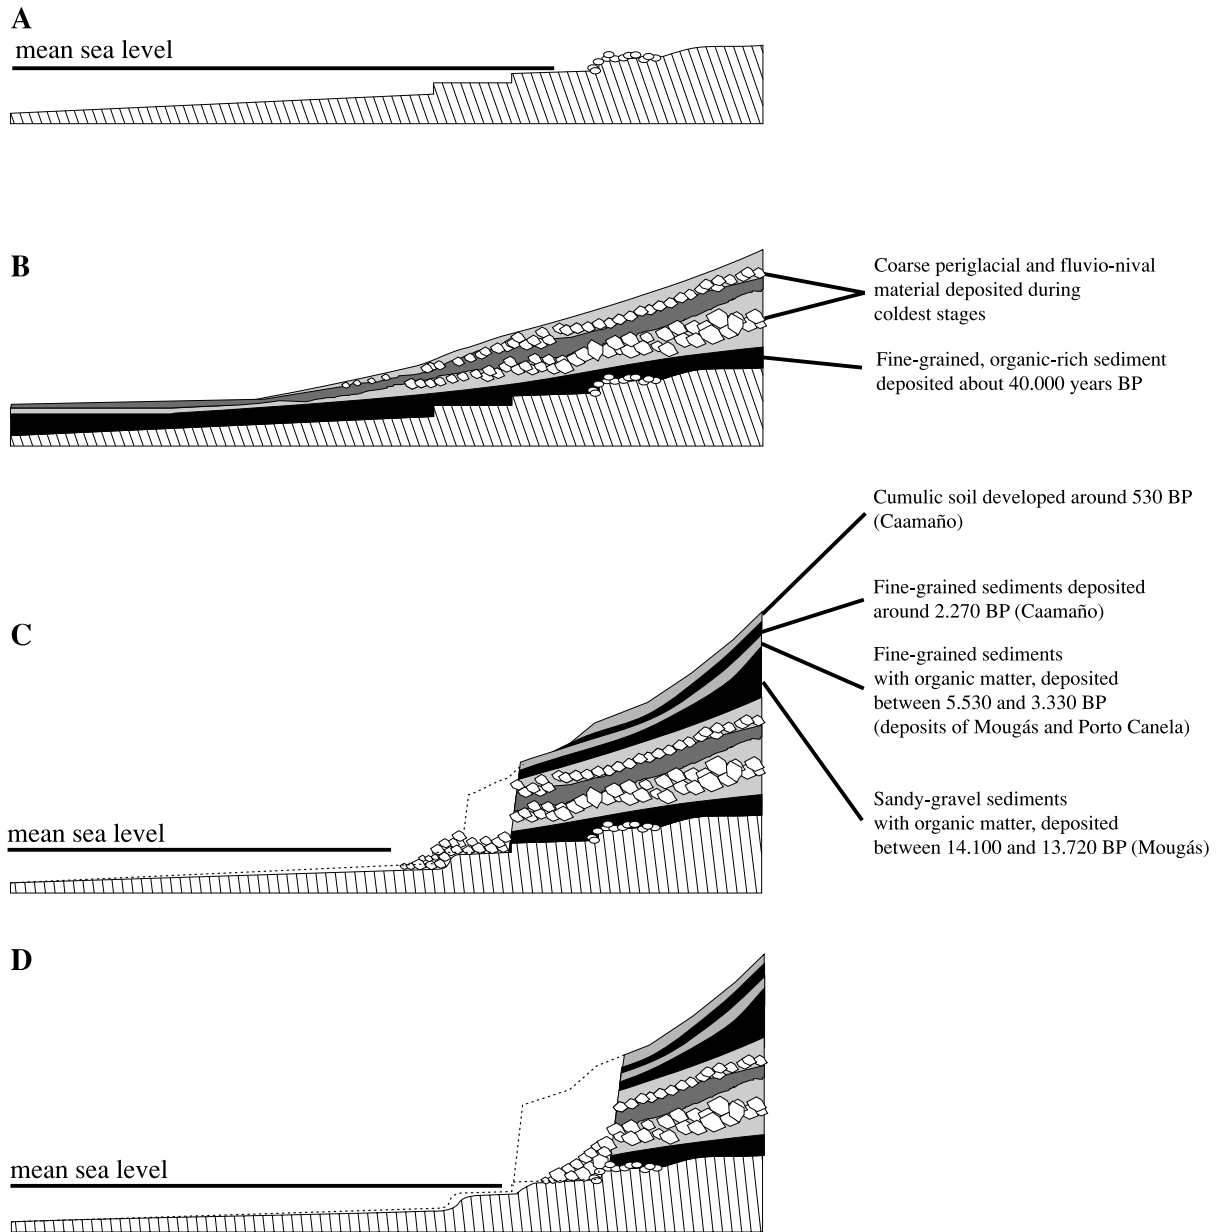 A
mean sea level
B
Coarse periglacial and fluvio-nival
material deposited during
coldest stages
Fine-grained, organic-rich sediment
deposited about 40.000 years BP
Cumulic soil developed around 530 BP
(Caamaño)
Fine-grained sediments deposited
around 2.270 BP (Caamaño)
C
Fine-grained sediments
with organic matter, deposited
between 5.530 and 3.330 BP
(deposits of Mougás and Porto Canela)
Sandy-gravel sediments
with organic matter, deposited
between 14.100 and 13.720 BP (Mougás)
mean sea level
D
mean sea level